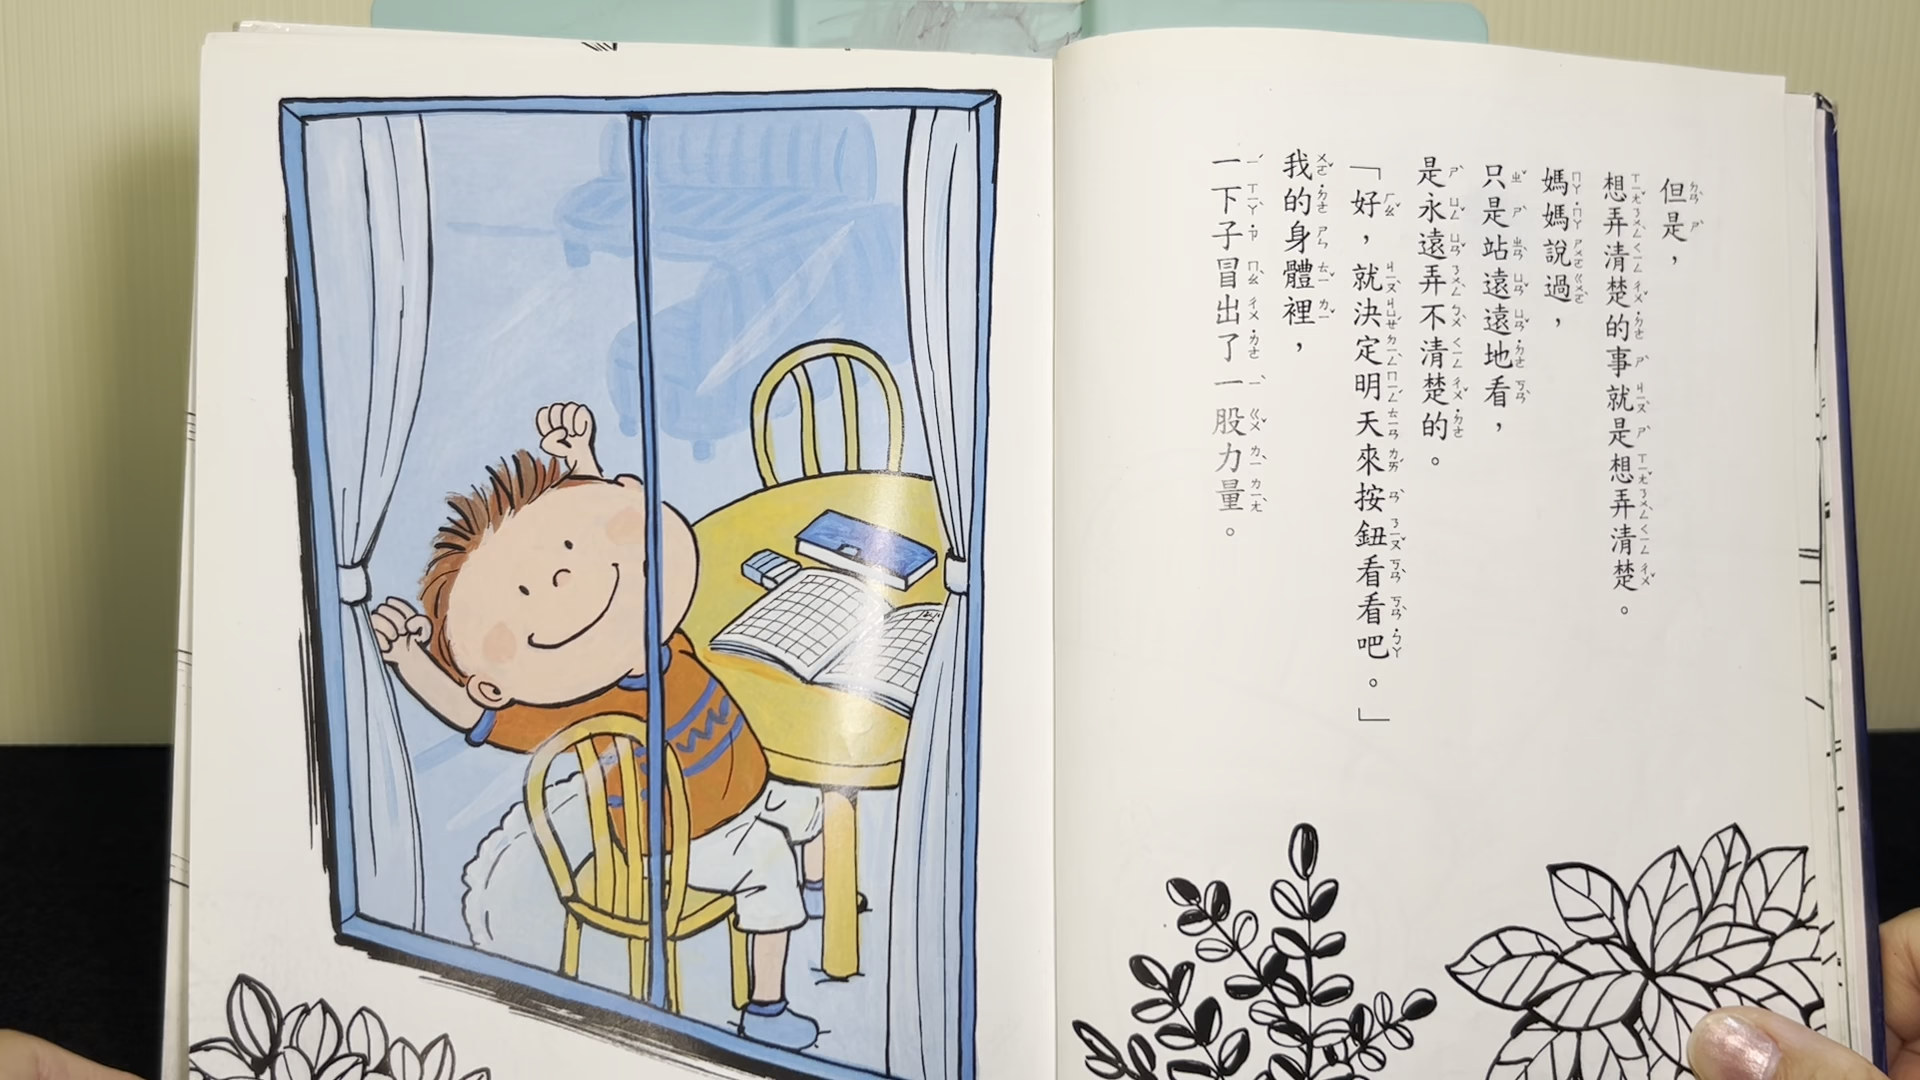 但是，
想弄清楚的事就是想弄清楚。
媽媽說過，
只是站遠遠地看，
是永遠弄不清楚的。
「好，就決定明天來按鈕看看吧。」
我的身體裡，
一下子冒出了一股力量。